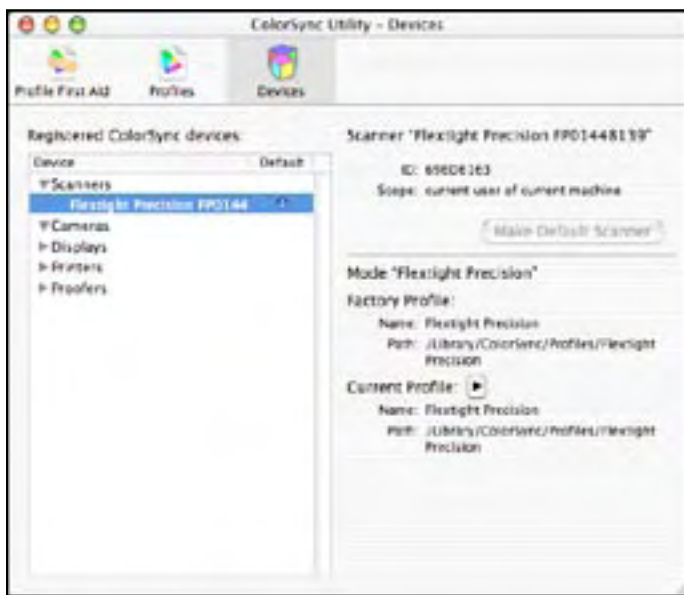 ColorSync Utility – Devices
Profile First Aid
Profiles
Devices
Registered ColorSync devices:
Device Default
Scanners
Flextight Precision FP0144
Cameras
Displays
Printers
Proofers
Scanner "Flextight Precision FP01448139"
ID: 696D6163
Scope: current user of current machine
Make Default Scanner
Mode "Flextight Precision"
Factory Profile:
Name: Flextight Precision
Path: /Library/ColorSync/Profiles/Flextight
Precision
Current Profile:
Name: Flextight Precision
Path: /Library/ColorSync/Profiles/Flextight
Precision